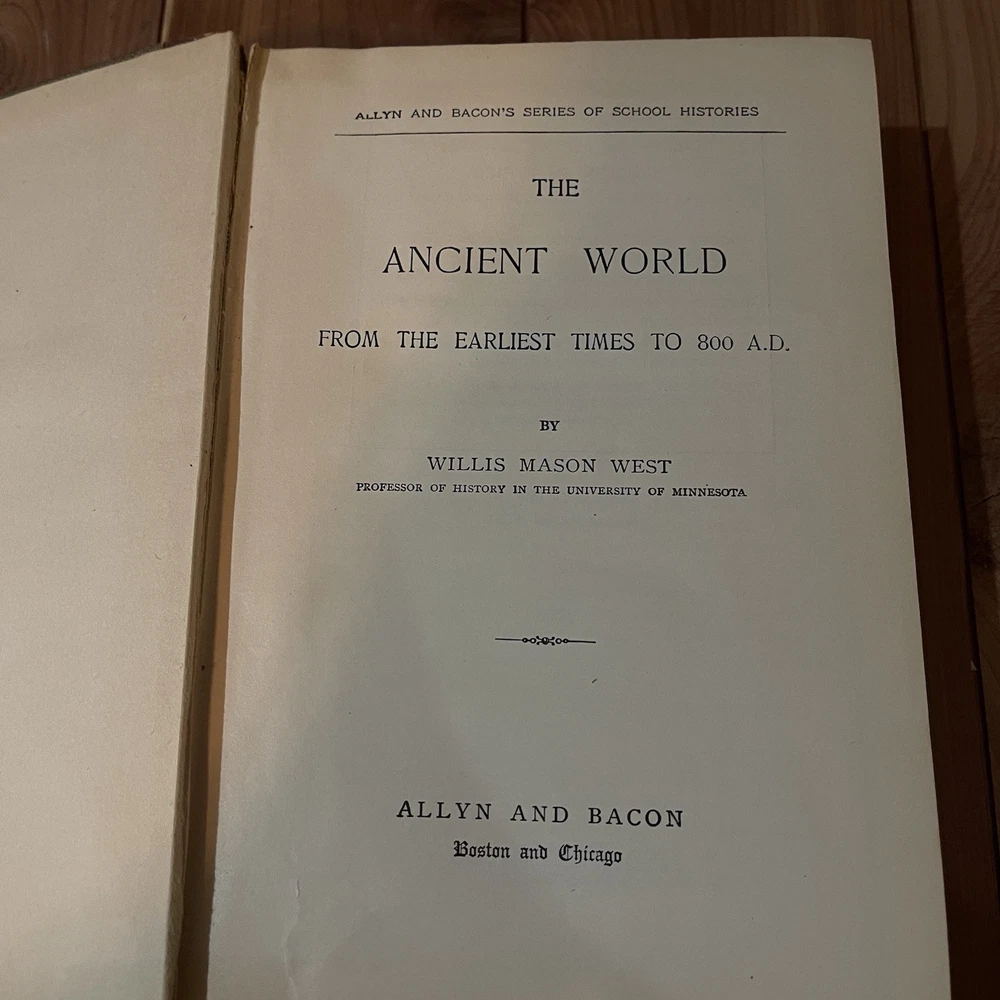 ALLYN AND BACON'S SERIES OF SCHOOL HISTORIES
THE
ANCIENT WORLD
FROM THE EARLIEST TIMES TO 800 A.D.
BY
WILLIS MASON WEST
PROFESSOR OF HISTORY IN THE UNIVERSITY OF MINNESOTA
ALLYN AND BACON
Boston and Chicago